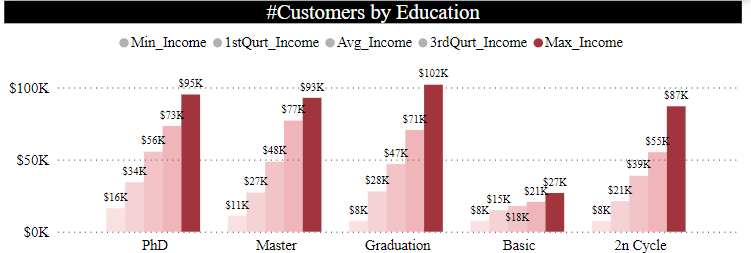 #Customers by Education
Min_Income 1stQurt_Income Avg_Income 3rdQurt_Income Max_Income
$100K
$50K
$0K
$16K $34K $56K $73K $95K
$11K $27K $48K $77K $93K
$8K $28K $47K $71K $102K
$8K $15K $18K $21K $27K
$8K $21K $39K $55K $87K
PhD Master Graduation Basic 2n Cycle